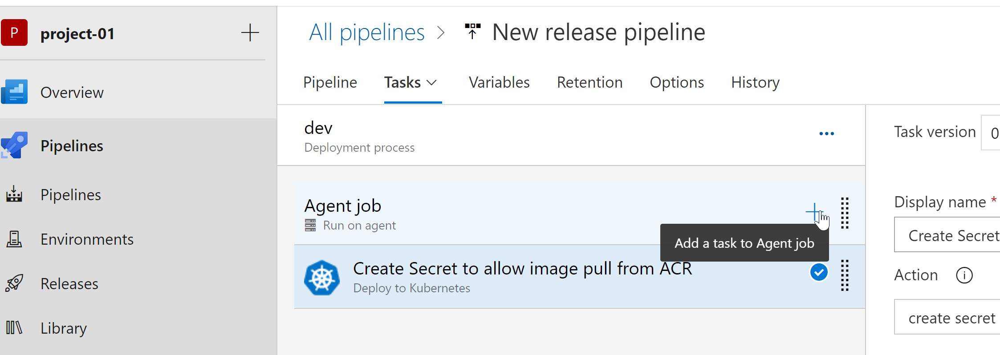 P project-01
Overview
Pipelines
Pipelines
Environments
Releases
Library
All pipelines > New release pipeline
Pipeline Tasks Variables Retention Options History
dev
Deployment process
Agent job
Run on agent
Add a task to Agent job
Create Secret to allow image pull from ACR
Deploy to Kubernetes
Task version 0
Display name *
Create Secret
Action i
create secret